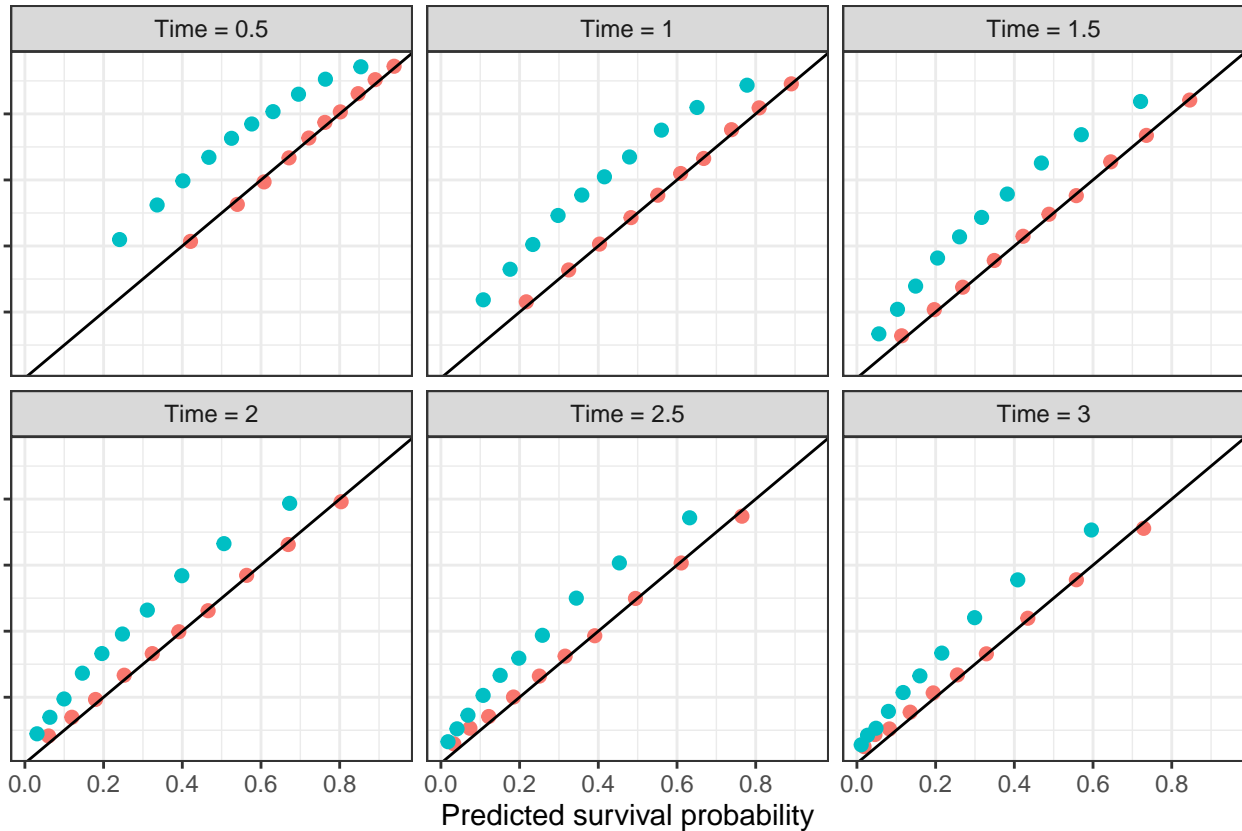 Time = 0.5
Time = 1
Time = 1.5
Time = 2
Time = 2.5
Time = 3
0.0 0.2 0.4 0.6 0.8 0.0 0.2 0.4 0.6 0.8 0.0 0.2 0.4 0.6 0.8
Predicted survival probability